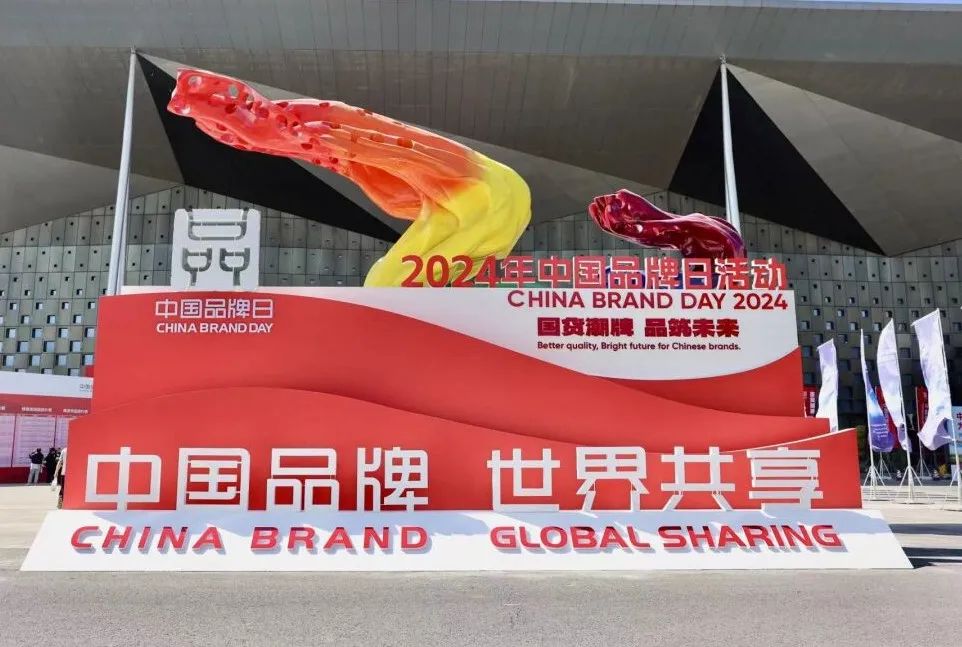 2024年中国品牌日活动
CHINA BRAND DAY 2024
国货潮牌 品筑未来
Better quality, Bright future for Chinese brands.
中国品牌日
CHINA BRAND DAY
中国品牌 世界共享
CHINA BRAND GLOBAL SHARING